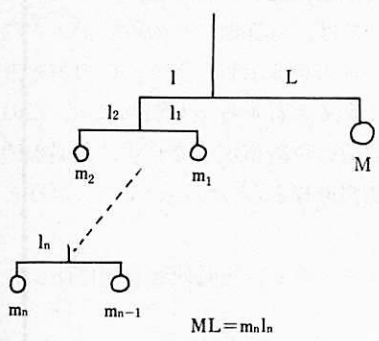 l L
l₂ l₁
M
m₂ m₁
lₙ
mₙ mₙ₋₁
ML=mₙlₙ